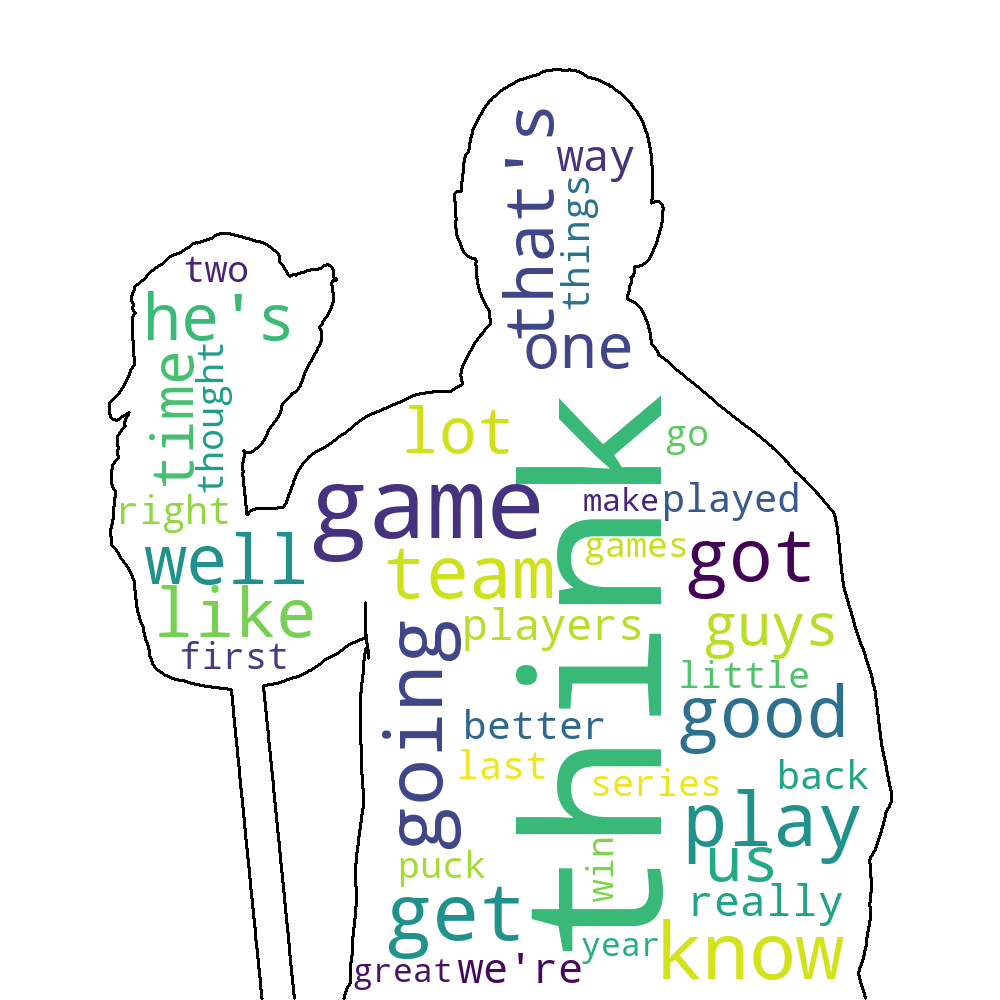 that's
way
things
one
two
he's
time
thought
right
well
like
first
lot
go
think
game
make
played
team
games
got
going
players
guys
little
better
good
last
series
back
play
puck
win
us
get
really
year
know
great
we're